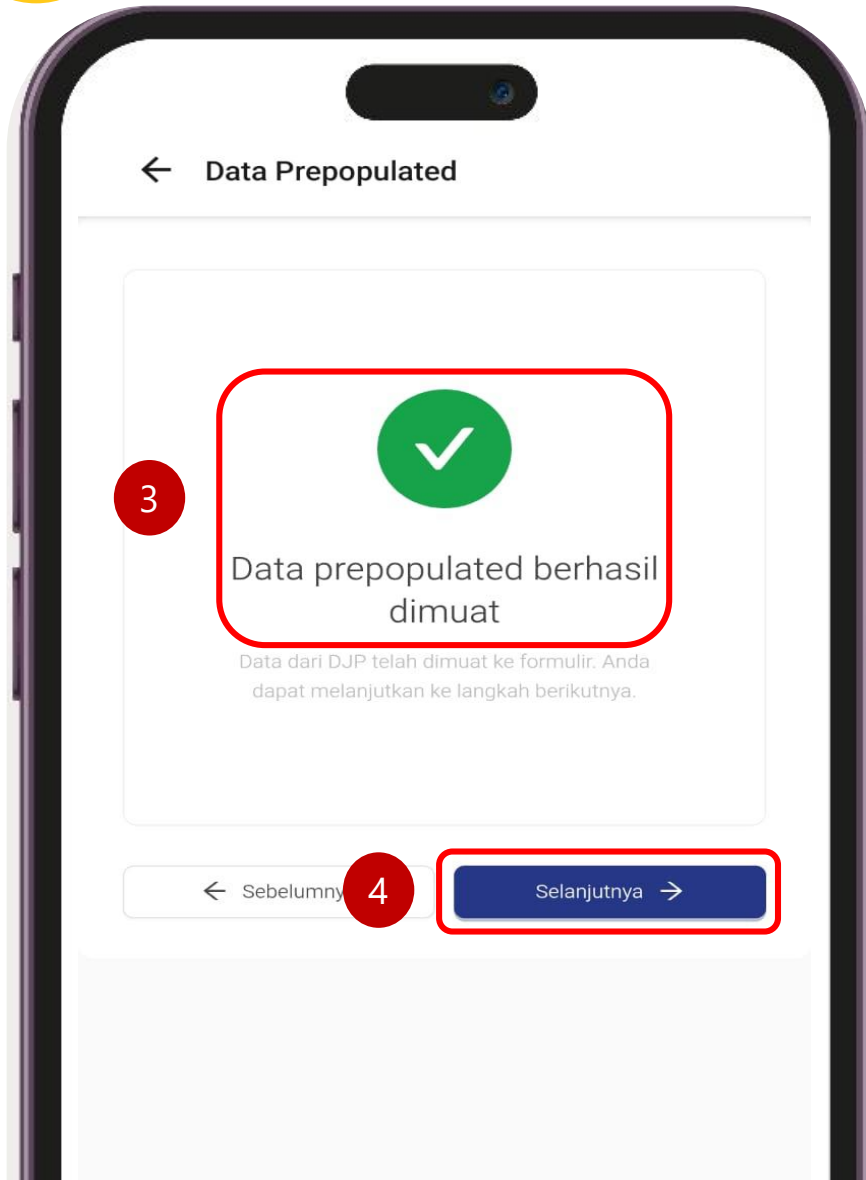 Data Prepopulated
3
Data prepopulated berhasil
dimuat
Data dari DJP telah dimuat ke formulir. Anda
dapat melanjutkan ke langkah berikutnya.
Sebelumny
4
Selanjutnya